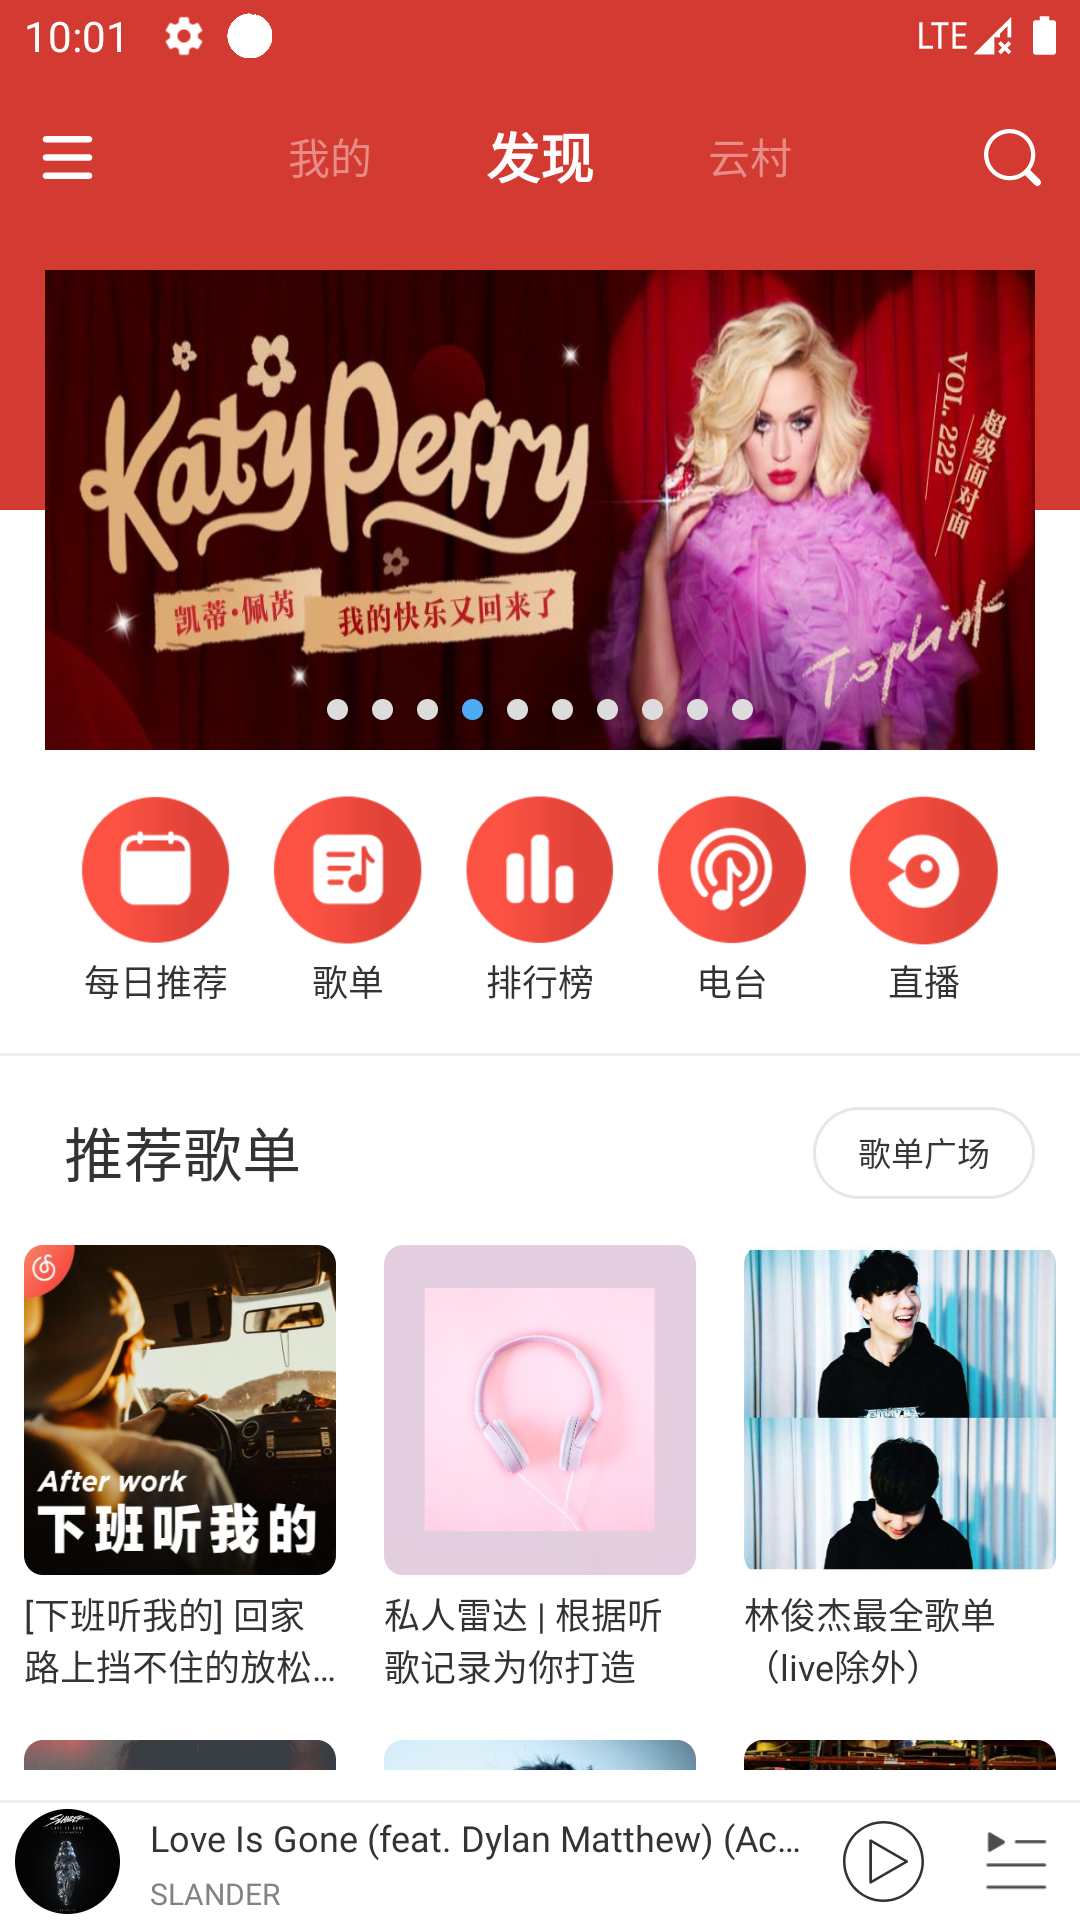 10:01
LTE
我的
发现
云村
Katy Perry
VOL. 222
超级面对面
凯蒂·佩芮
我的快乐又回来了
TopLink
每日推荐
歌单
排行榜
电台
直播
推荐歌单
歌单广场
After work
下班听我的
[下班听我的] 回家
路上挡不住的放松...
私人雷达 | 根据听
歌记录为你打造
林俊杰最全歌单
（live除外）
Love Is Gone (feat. Dylan Matthew) (Ac...
SLANDER